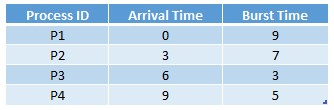 Process ID Arrival Time Burst Time
P1 0 9
P2 3 7
P3 6 3
P4 9 5